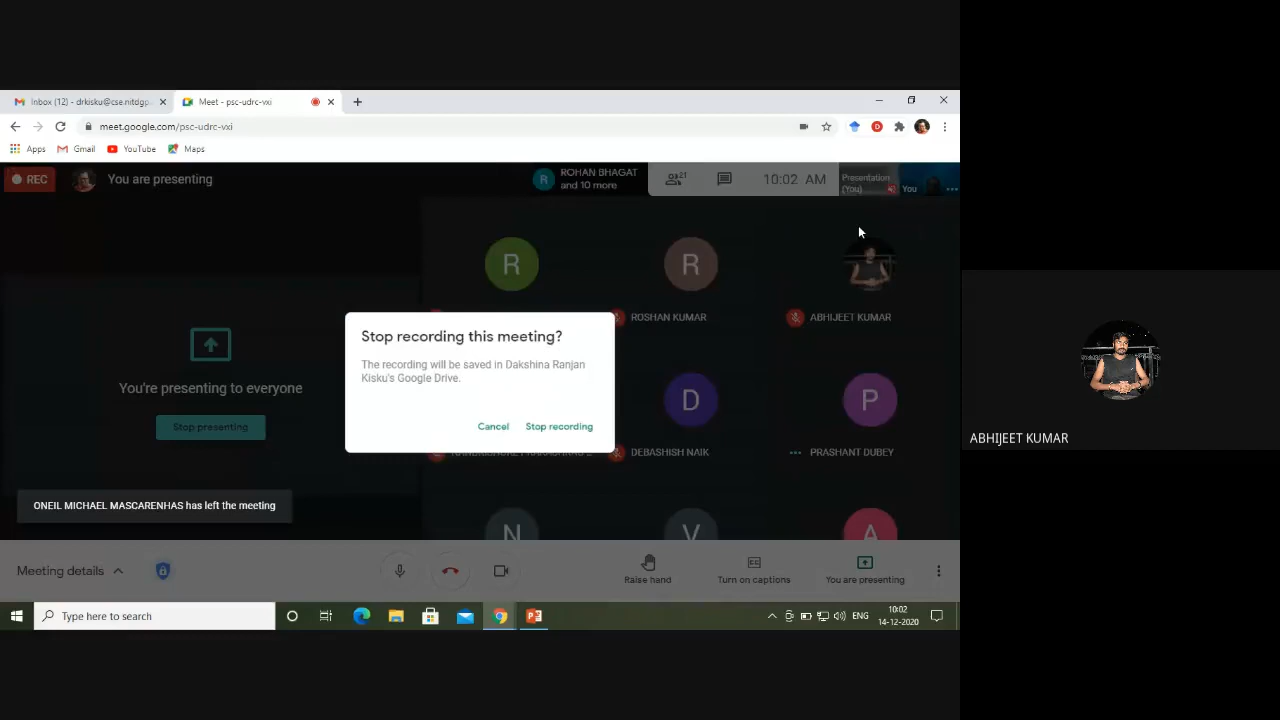 Inbox (12) - drkisku@cse.nitdgp.
Meet - psc-udrc-vxi
meet.google.com/psc-udrc-vxi
Apps
Gmail
YouTube
Maps
REC
You are presenting
R
ROHAN BHAGAT
and 10 more
21
10:02 AM
Presentation
(You)
You
R
R
ROSHAN KUMAR
ABHIJEET KUMAR
You're presenting to everyone
Stop presenting
Stop recording this meeting?
The recording will be saved in Dakshina Ranjan
Kisku's Google Drive.
Cancel
Stop recording
D
P
DEBASHISH NAIK
PRASHANT DUBEY
ABHIJEET KUMAR
ONEIL MICHAEL MASCARENHAS has left the meeting
N
V
A
Meeting details
Raise hand
Turn on captions
You are presenting
Type here to search
ENG
10:02
14-12-2020